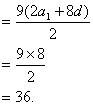 = 9(2a₁ + 8d) / 2
= 9 × 8 / 2
= 36.